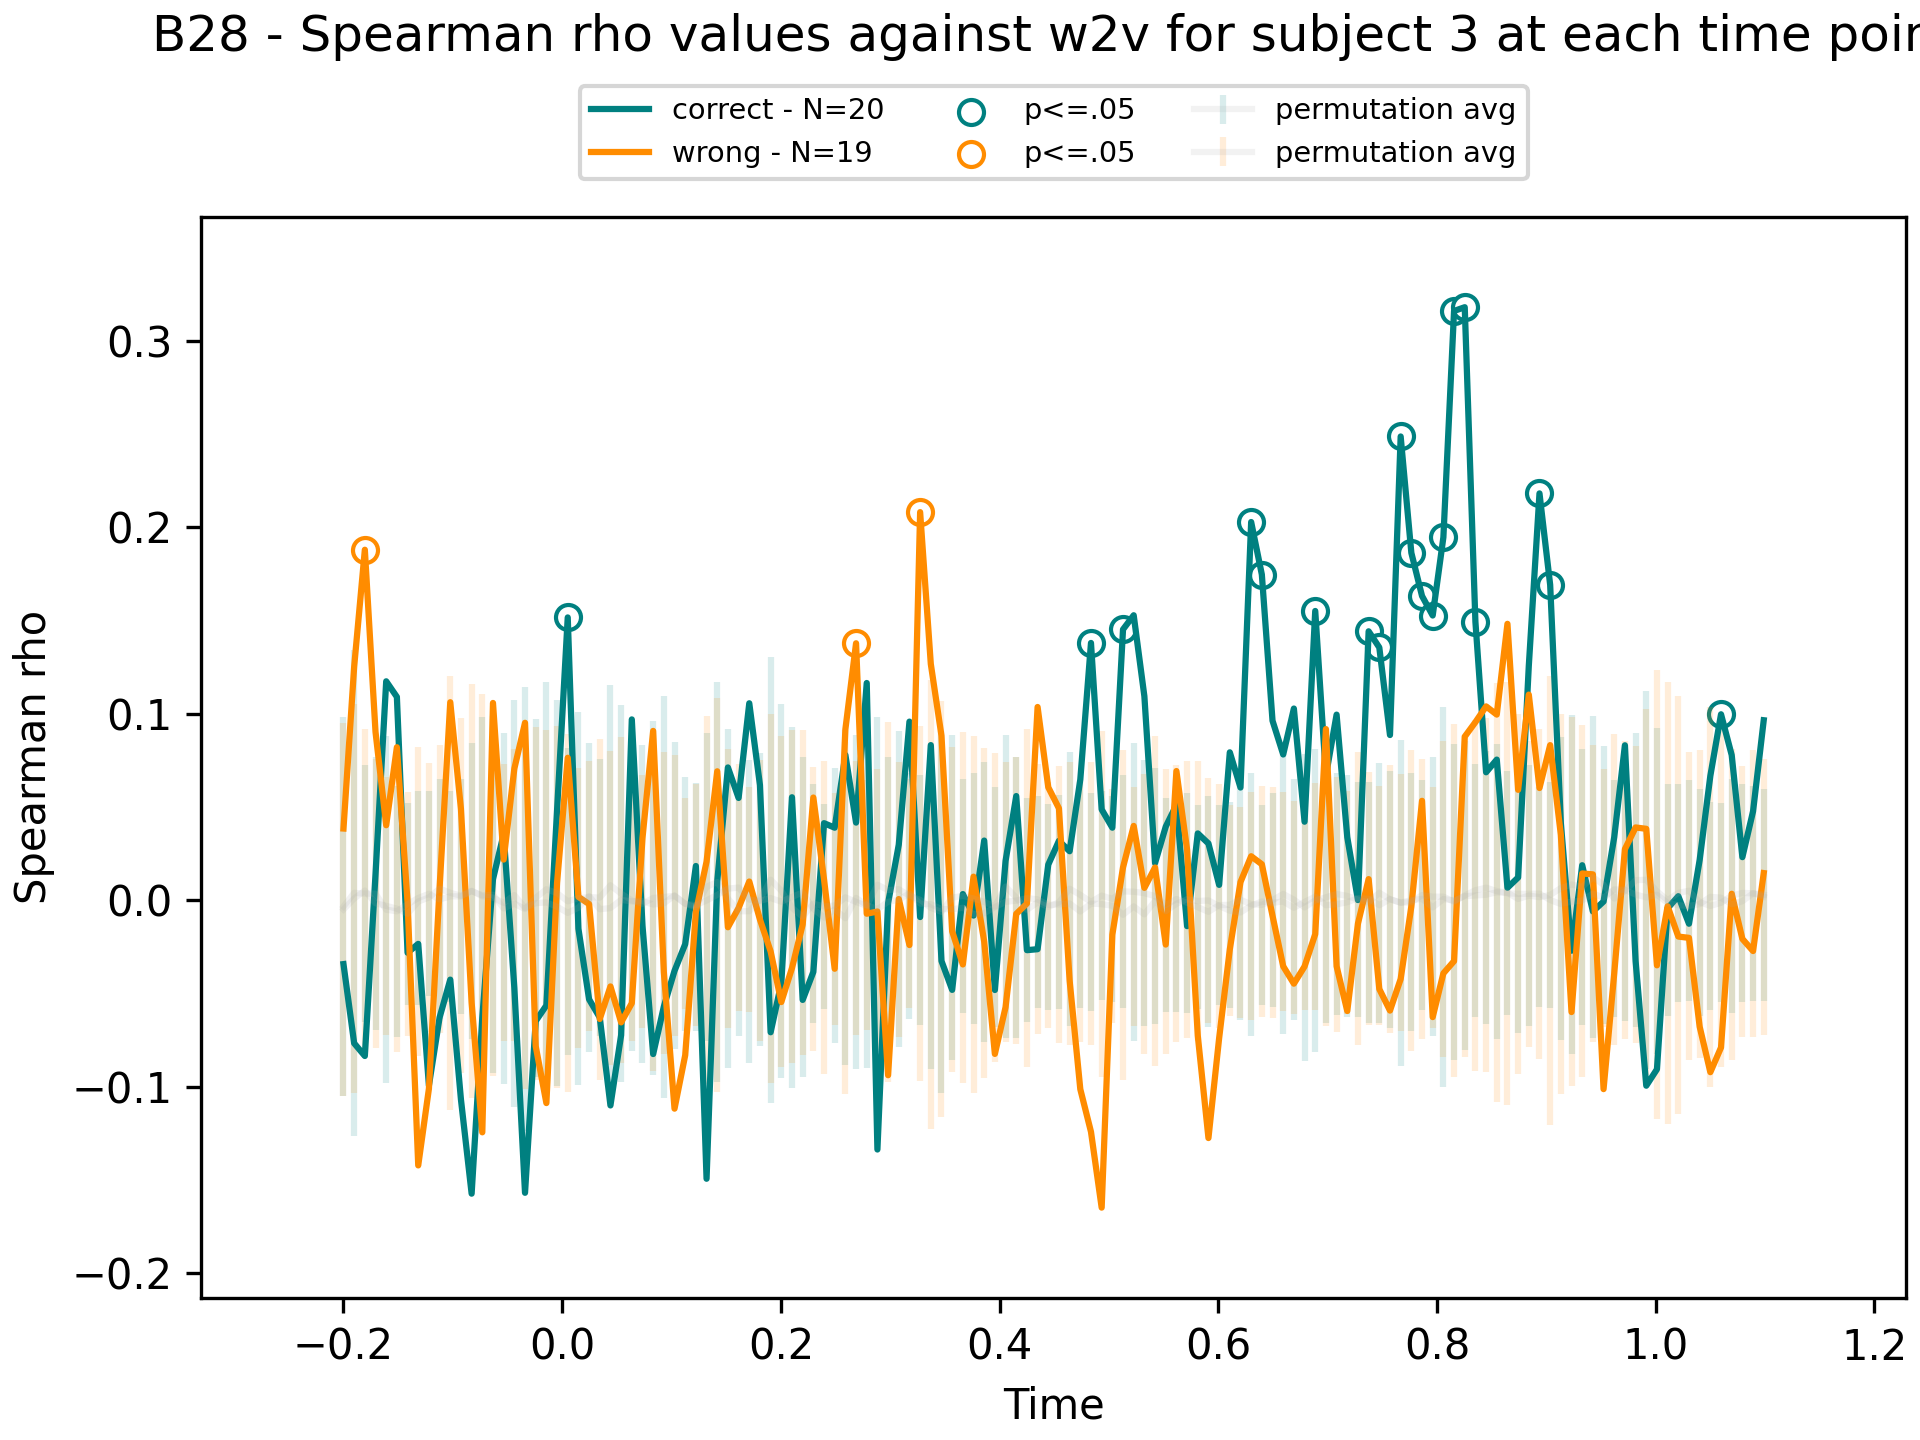 B28 - Spearman rho values against w2v for subject 3 at each time
correct - N=20 p<=.05 permutation avg
wrong - N=19 p<=.05 permutation avg
0.3
0.2
0.1
0.0
−0.1
−0.2
Spearman rho
−0.2 0.0 0.2 0.4 0.6 0.8 1.0 1.2
Time